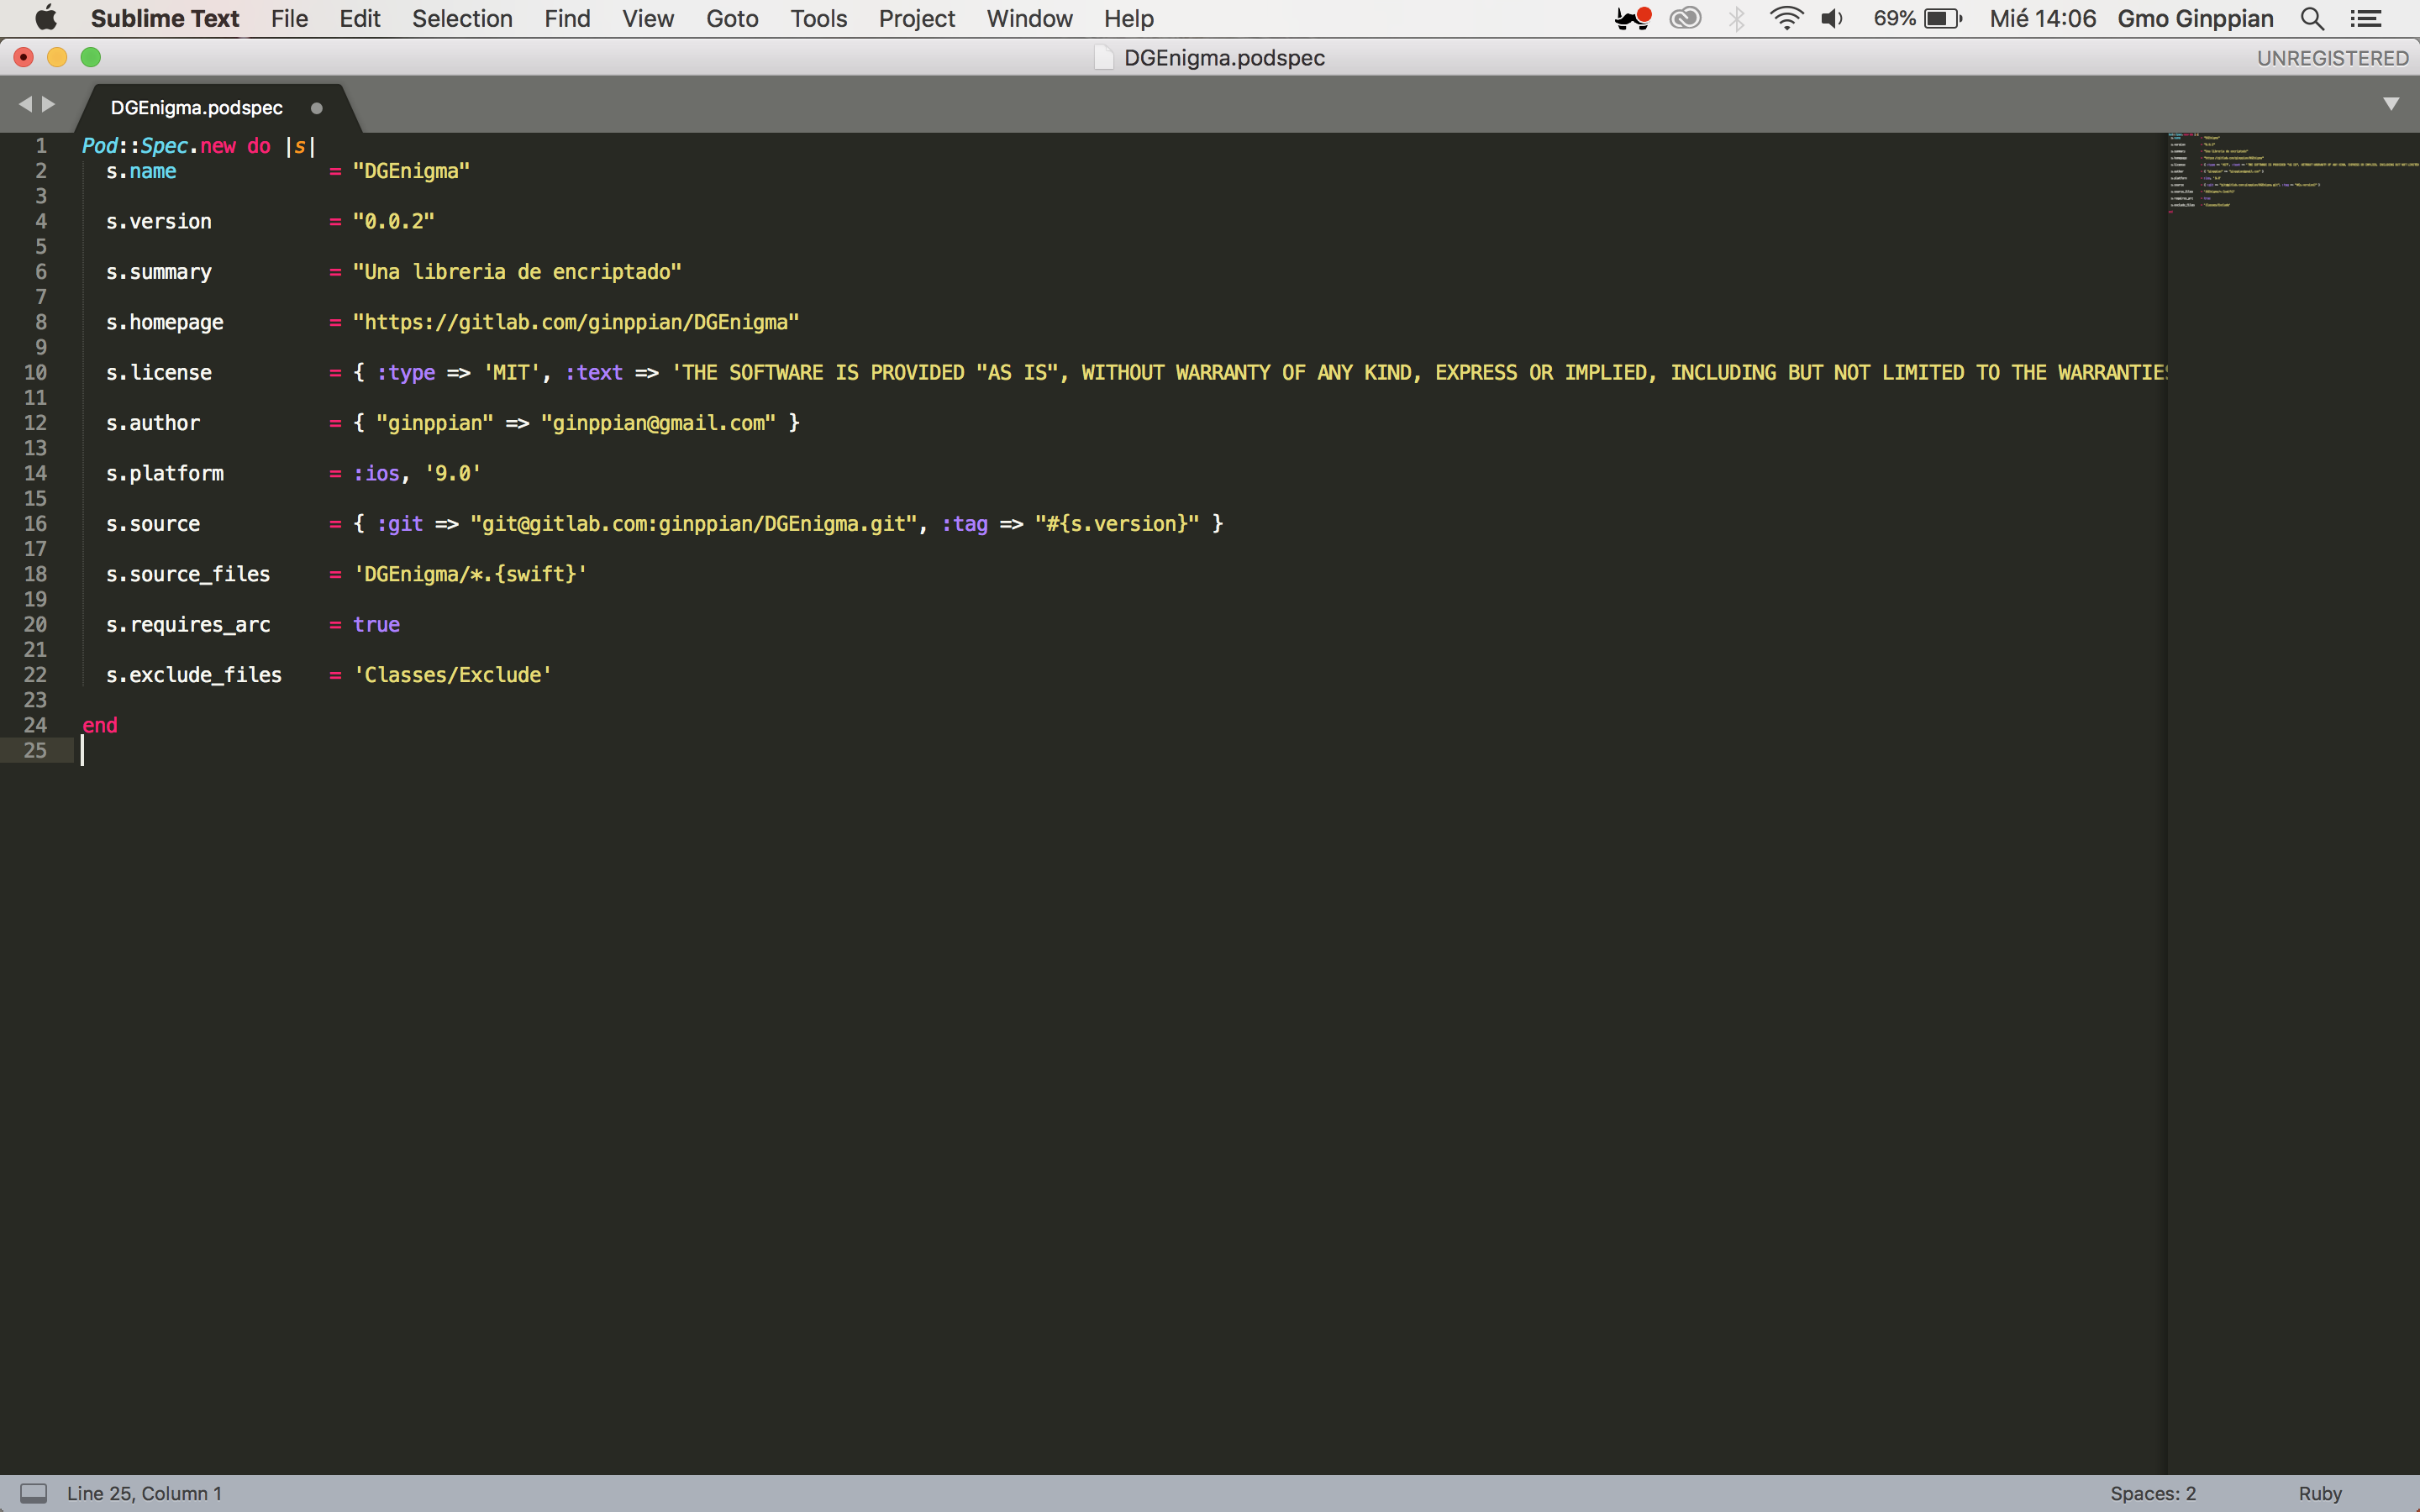 Sublime Text File Edit Selection Find View Goto Tools Project Window Help 69% Mié 14:06 Gmo Ginppian
DGEnigma.podspec UNREGISTERED
DGEnigma.podspec
1 Pod::Spec.new do |s|
2 s.name = "DGEnigma"
3
4 s.version = "0.0.2"
5
6 s.summary = "Una libreria de encriptado"
7
8 s.homepage = "https://gitlab.com/ginppian/DGEnigma"
9
10 s.license = { :type => 'MIT', :text => 'THE SOFTWARE IS PROVIDED "AS IS", WITHOUT WARRANTY OF ANY KIND, EXPRESS OR IMPLIED, INCLUDING BUT NOT LIMITED TO THE WARRANTIES
11
12 s.author = { "ginppian" => "ginppian@gmail.com" }
13
14 s.platform = :ios, '9.0'
15
16 s.source = { :git => "git@gitlab.com:ginppian/DGEnigma.git", :tag => "#{s.version}" }
17
18 s.source_files = 'DGEnigma/*.{swift}'
19
20 s.requires_arc = true
21
22 s.exclude_files = 'Classes/Exclude'
23
24 end
25
Line 25, Column 1 Spaces: 2 Ruby